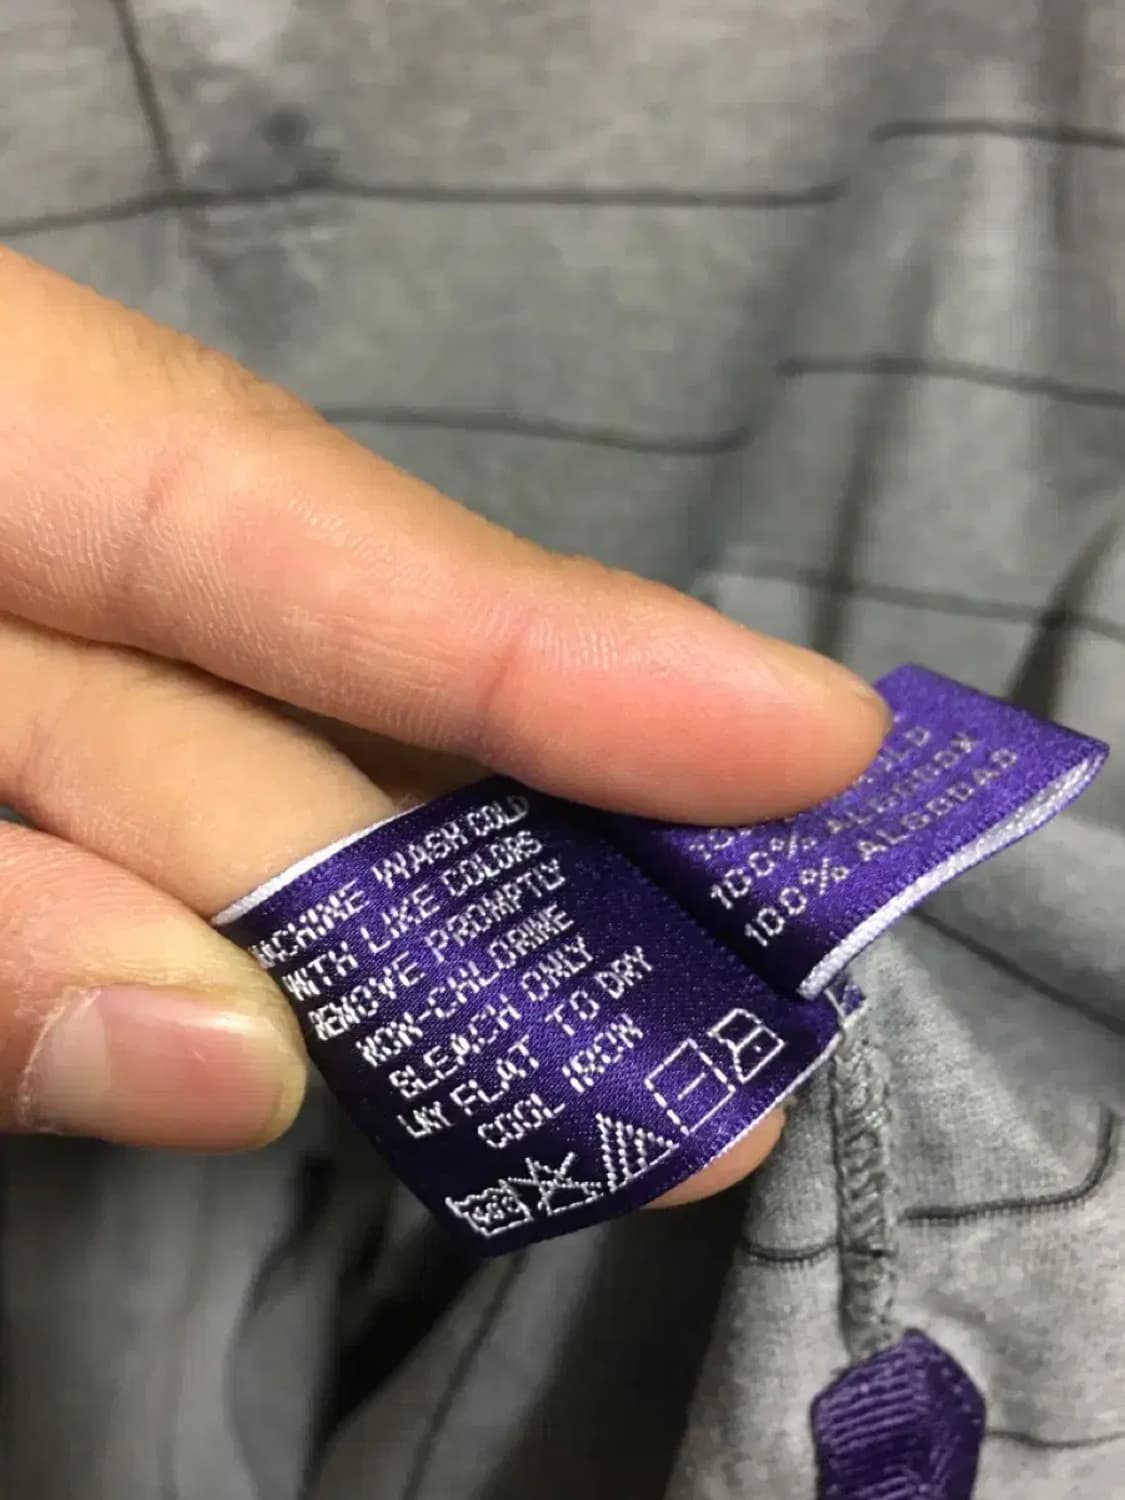 MACHINE WASH COLD
WITH LIKE COLORS
REMOVE PROMPTLY
NON-CHLORINE
BLEACH ONLY
LAY FLAT TO DRY
COOL IRON
100% ALGODON
100% ALGODAO